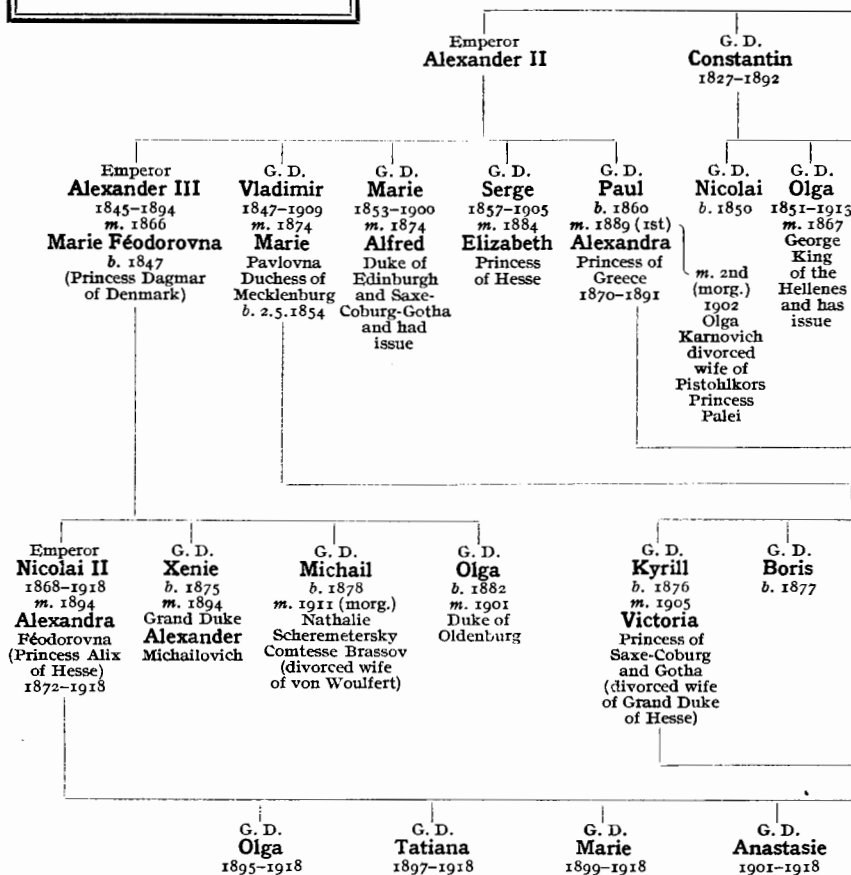 Emperor
Alexander II
G. D.
Constantin
1827–1892
Emperor
Alexander III
1845–1894
m. 1866
Marie Féodorovna
b. 1847
(Princess Dagmar
of Denmark)
G. D.
Vladimir
1847–1909
m. 1874
Marie
Pavlovna
Duchess of
Mecklenburg
b. 2.5.1854
G. D.
Marie
1853–1900
m. 1874
Alfred
Duke of
Edinburgh
and Saxe-
Coburg-Gotha
and had
issue
G. D.
Serge
1857–1905
m. 1884
Elizabeth
Princess
of Hesse
G. D.
Paul
b. 1860
m. 1889 (1st)
Alexandra
Princess of
Greece
1870–1891
m. 2nd
(morg.)
1902
Olga
Karnovich
divorced
wife of
Pistohlkors
Princess
Palei
G. D.
Nicolai
b. 1850
G. D.
Olga
1851–1913
m. 1867
George
King
of the
Hellenes
and has
issue
Emperor
Nicolai II
1868–1918
m. 1894
Alexandra
Féodorovna
(Princess Alix
of Hesse)
1872–1918
G. D.
Xenie
b. 1875
m. 1894
Grand Duke
Alexander
Michailovich
G. D.
Michail
b. 1878
m. 1911 (morg.)
Nathalie
Scheremetersky
Comtesse Brassov
(divorced wife
of von Woulfert)
G. D.
Olga
b. 1882
m. 1901
Duke of
Oldenburg
G. D.
Kyrill
b. 1876
m. 1905
Victoria
Princess of
Saxe-Coburg
and Gotha
(divorced wife
of Grand Duke
of Hesse)
G. D.
Boris
b. 1877
G. D.
Olga
1895–1918
G. D.
Tatiana
1897–1918
G. D.
Marie
1899–1918
G. D.
Anastasie
1901–1918